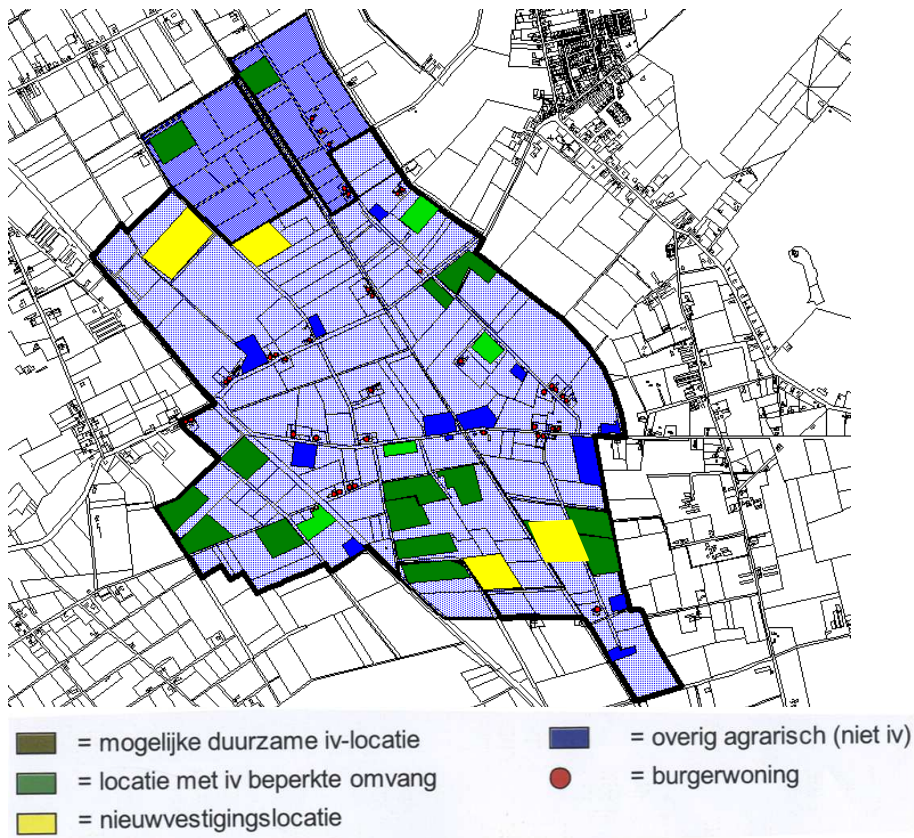 = mogelijke duurzame iv-locatie
= locatie met iv beperkte omvang
= nieuwvestigingslocatie
= overig agrarisch (niet iv)
= burgerwoning